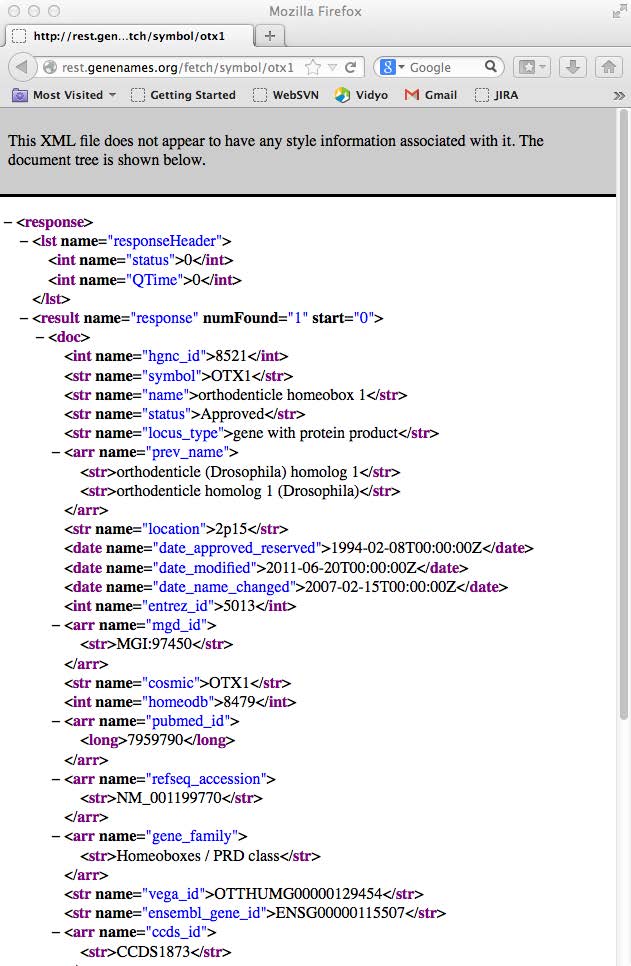 Mozilla Firefox
http://rest.gen...tch/symbol/otx1
rest.genenames.org/fetch/symbol/otx1 Google
Most Visited Getting Started WebSVN Vidyo Gmail JIRA »
This XML file does not appear to have any style information associated with it. The
document tree is shown below.
– <response>
– <lst name="responseHeader">
<int name="status">0</int>
<int name="QTime">0</int>
</lst>
– <result name="response" numFound="1" start="0">
– <doc>
<int name="hgnc_id">8521</int>
<str name="symbol">OTX1</str>
<str name="name">orthodenticle homeobox 1</str>
<str name="status">Approved</str>
<str name="locus_type">gene with protein product</str>
– <arr name="prev_name">
<str>orthodenticle (Drosophila) homolog 1</str>
<str>orthodenticle homolog 1 (Drosophila)</str>
</arr>
<str name="location">2p15</str>
<date name="date_approved_reserved">1994-02-08T00:00:00Z</date>
<date name="date_modified">2011-06-20T00:00:00Z</date>
<date name="date_name_changed">2007-02-15T00:00:00Z</date>
<int name="entrez_id">5013</int>
– <arr name="mgd_id">
<str>MGI:97450</str>
</arr>
<str name="cosmic">OTX1</str>
<int name="homeodb">8479</int>
– <arr name="pubmed_id">
<long>7959790</long>
</arr>
– <arr name="refseq_accession">
<str>NM_001199770</str>
</arr>
– <arr name="gene_family">
<str>Homeoboxes / PRD class</str>
</arr>
<str name="vega_id">OTTHUMG00000129454</str>
<str name="ensembl_gene_id">ENSG00000115507</str>
– <arr name="ccds_id">
<str>CCDS1873</str>